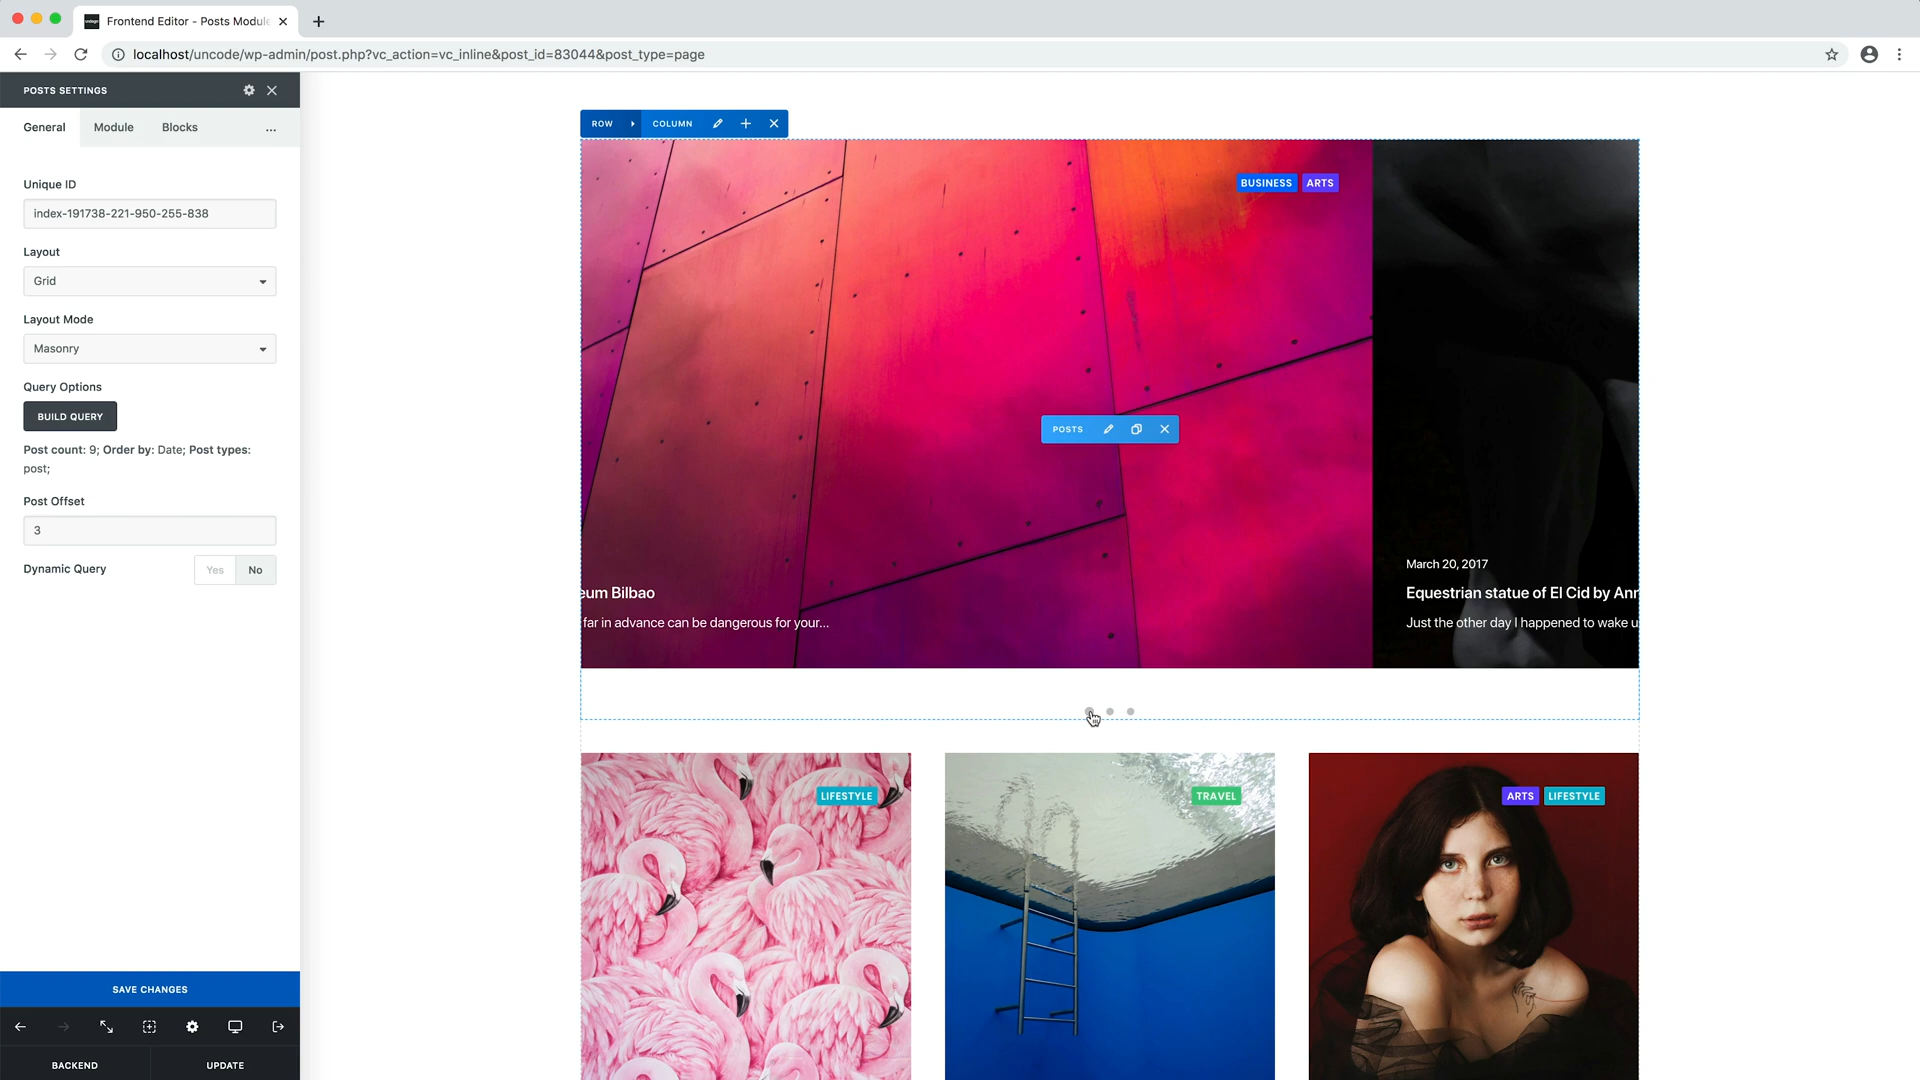 Frontend Editor - Posts Module
localhost/uncode/wp-admin/post.php?vc_action=vc_inline&post_id=83044&post_type=page
POSTS SETTINGS
General Module Blocks ...
Unique ID
index-191738-221-950-255-838
Layout
Grid
Layout Mode
Masonry
Query Options
BUILD QUERY
Post count: 9; Order by: Date; Post types:
post;
Post Offset
3
Dynamic Query Yes No
SAVE CHANGES
BACKEND UPDATE
ROW COLUMN
BUSINESS ARTS
POSTS
eum Bilbao
far in advance can be dangerous for your...
March 20, 2017
Equestrian statue of El Cid by Anr
Just the other day I happened to wake u
LIFESTYLE
TRAVEL
ARTS LIFESTYLE